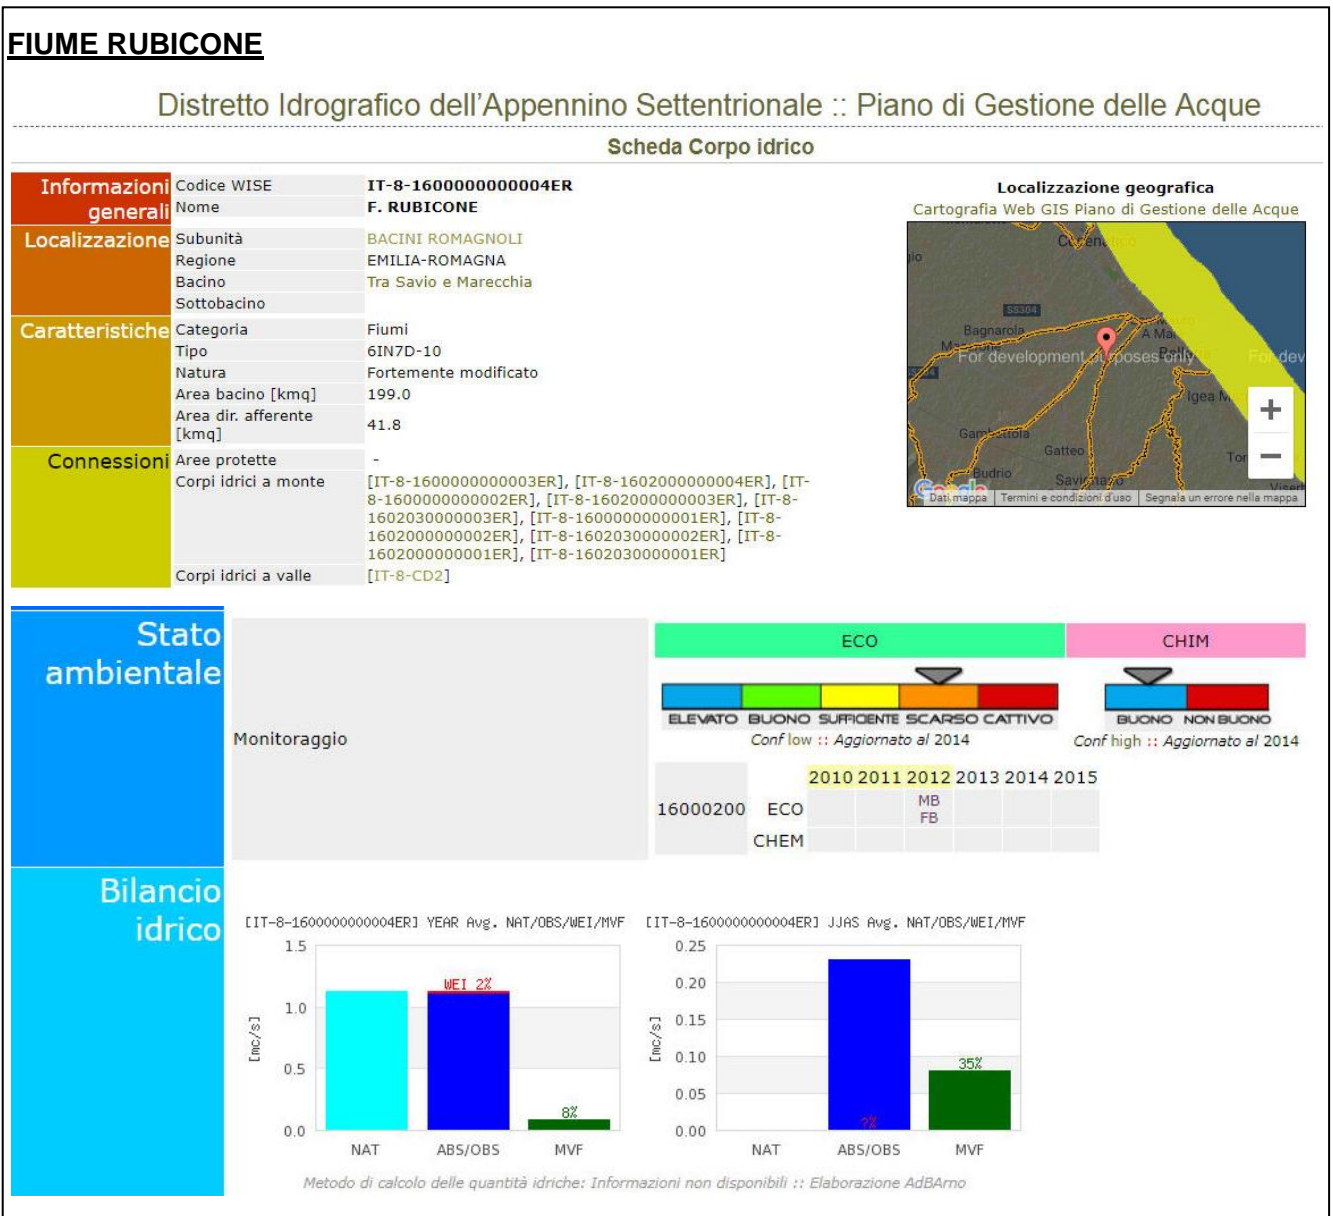 FIUME RUBICONE
Distretto Idrografico dell'Appennino Settentrionale :: Piano di Gestione delle Acque
Scheda Corpo idrico
Informazioni generali
Codice WISE IT-8-1600000000004ER
Nome F. RUBICONE
Localizzazione
Subunità BACINI ROMAGNOLI
Regione EMILIA-ROMAGNA
Bacino Tra Savio e Marecchia
Sottobacino
Caratteristiche
Categoria Fiumi
Tipo 6IN7D-10
Natura Fortemente modificato
Area bacino [kmq] 199.0
Area dir. afferente
[kmq] 41.8
Connessioni
Aree protette -
Corpi idrici a monte [IT-8-1600000000003ER], [IT-8-1602000000004ER], [IT-
8-1600000000002ER], [IT-8-1602000000003ER], [IT-8-
1602030000003ER], [IT-8-1600000000001ER], [IT-8-
1602000000002ER], [IT-8-1602030000002ER], [IT-8-
1602000000001ER], [IT-8-1602030000001ER]
Corpi idrici a valle [IT-8-CD2]
Localizzazione geografica
Cartografia Web GIS Piano di Gestione delle Acque
SS304
Bagnarola
For development purposes only
For dev
Igea M
Gambettola
Gatteo
Budrio
Savignano
Google
Dati mappa Termini e condizioni d'uso Segnala un errore nella mappa
+
−
Stato
ambientale
Monitoraggio
ECO CHIM
ELEVATO BUONO SUFFICIENTE SCARSO CATTIVO
BUONO NON BUONO
Conf low :: Aggiornato al 2014
Conf high :: Aggiornato al 2014
2010 2011 2012 2013 2014 2015
16000200 ECO MB
FB
CHEM
Bilancio
idrico
[IT-8-1600000000004ER] YEAR Avg. NAT/OBS/WEI/MVF
1.5
1.0
0.5
0.0
[mc/s]
WEI 2%
8%
NAT ABS/OBS MVF
[IT-8-1600000000004ER] JJAS Avg. NAT/OBS/WEI/MVF
0.25
0.20
0.15
0.10
0.05
0.00
[mc/s]
?%
35%
NAT ABS/OBS MVF
Metodo di calcolo delle quantità idriche: Informazioni non disponibili :: Elaborazione AdBArno